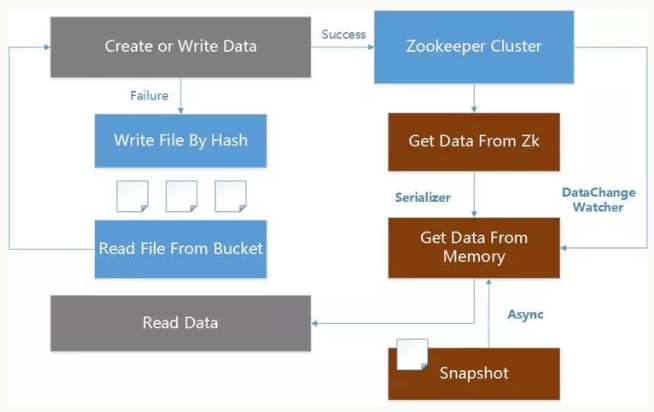 Create or Write Data
Success
Zookeeper Cluster
Failure
Write File By Hash
Get Data From Zk
Serializer
DataChange
Watcher
Read File From Bucket
Get Data From
Memory
Read Data
Async
Snapshot